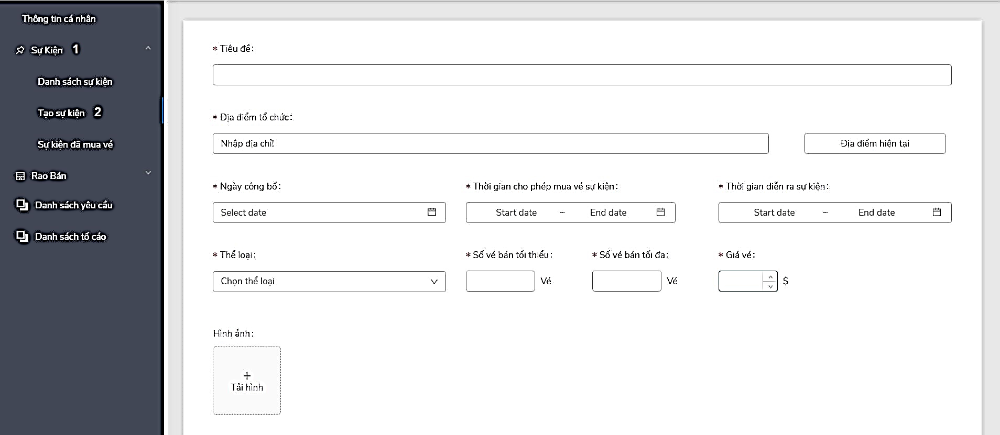 Thông tin cá nhân
Sự Kiện 1
Danh sách sự kiện
Tạo sự kiện 2
Sự kiện đã mua vé
Rao Bán
Danh sách yêu cầu
Danh sách tố cáo
* Tiêu đề:
* Địa điểm tổ chức:
Nhập địa chỉ! Địa điểm hiện tại
* Ngày công bố: * Thời gian cho phép mua vé sự kiện: * Thời gian diễn ra sự kiện:
Select date Start date ~ End date Start date ~ End date
* Thể loại: * Số vé bán tối thiểu: * Số vé bán tối đa: * Giá vé:
Chọn thể loại Vé Vé $
Hình ảnh:
+
Tải hình